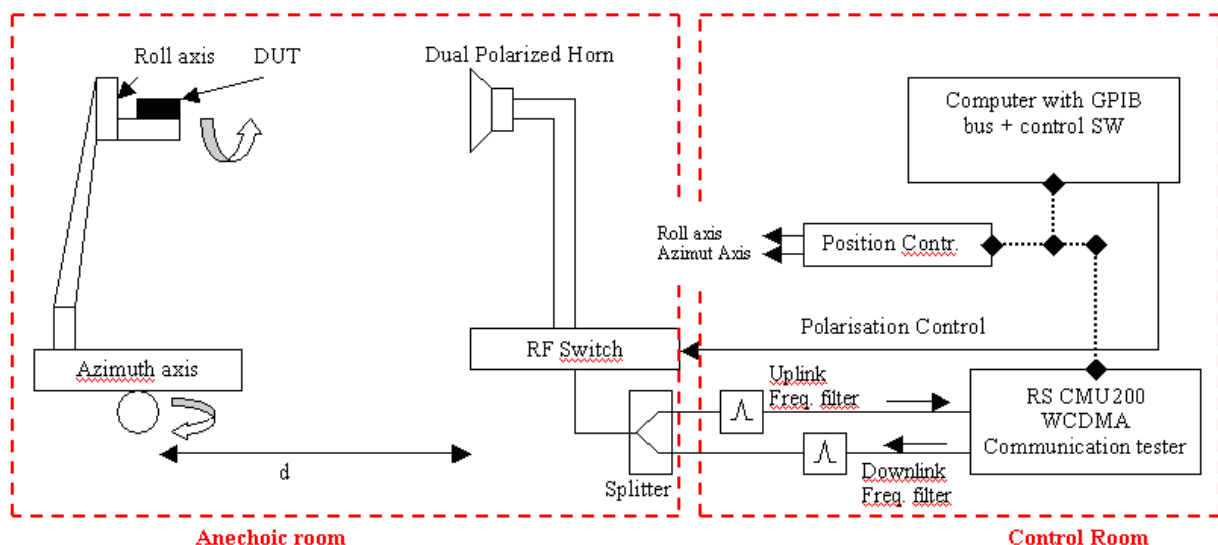 Roll axis
DUT
Dual Polarized Horn
Computer with GPIB
bus + control SW
Roll axis
Azimut Axis
Position Contr.
Polarisation Control
RF Switch
Azimuth axis
Uplink
Freq. filter
RS CMU200
WCDMA
Communication tester
d
Splitter
Downlink
Freq. filter
Anechoic room
Control Room